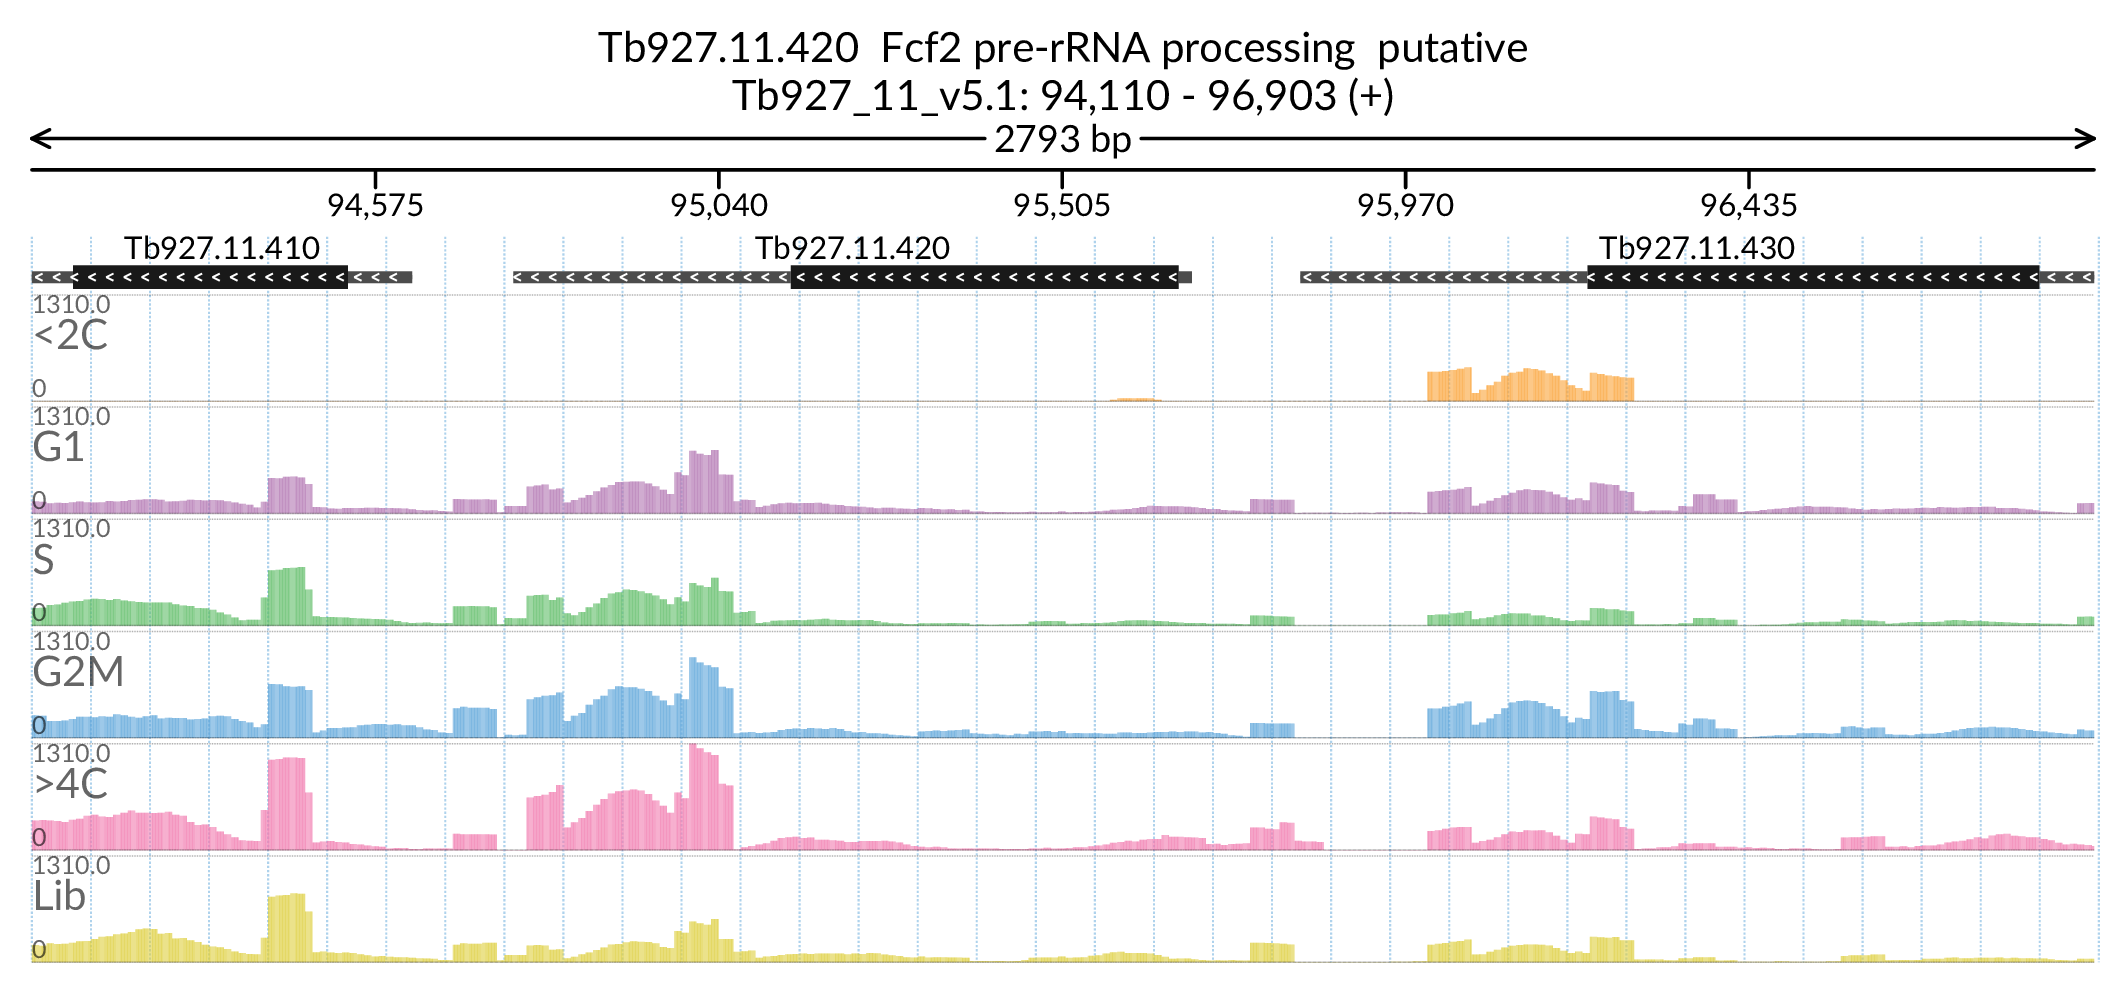 Tb927.11.420  Fcf2 pre-rRNA processing  putative
Tb927_11_v5.1: 94,110 - 96,903 (+)
2793 bp
94,575 95,040 95,505 95,970 96,435
Tb927.11.410 Tb927.11.420 Tb927.11.430
1310.0
<2C
0
1310.0
G1
0
1310.0
S
0
1310.0
G2M
0
1310.0
>4C
0
1310.0
Lib
0